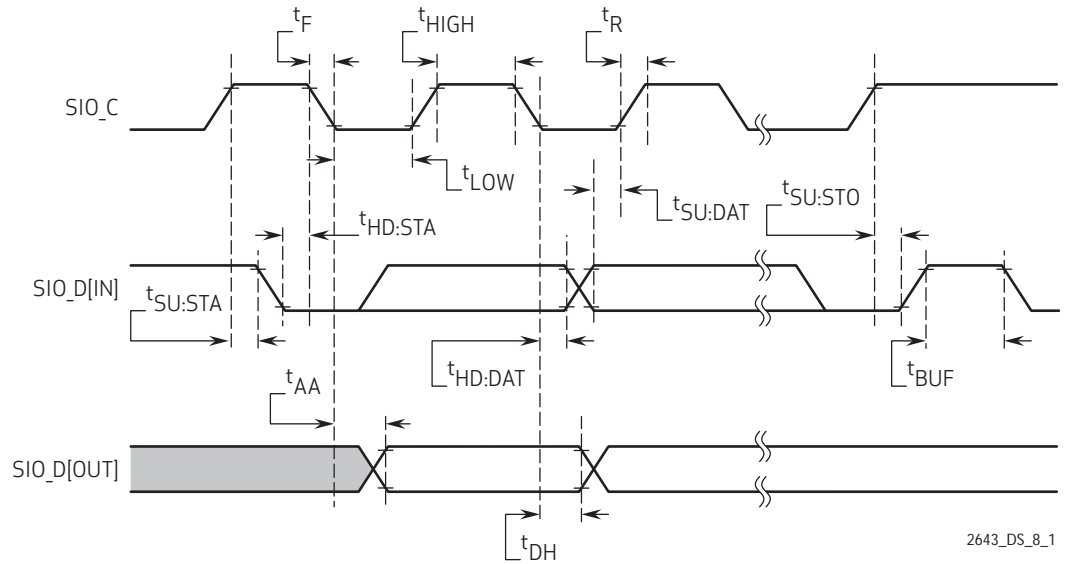 tF
tHIGH
tR
SIO_C
tLOW
tSU:DAT
tSU:STO
tHD:STA
SIO_D[IN]
tSU:STA
tHD:DAT
tBUF
tAA
SIO_D[OUT]
tDH
2643_DS_8_1